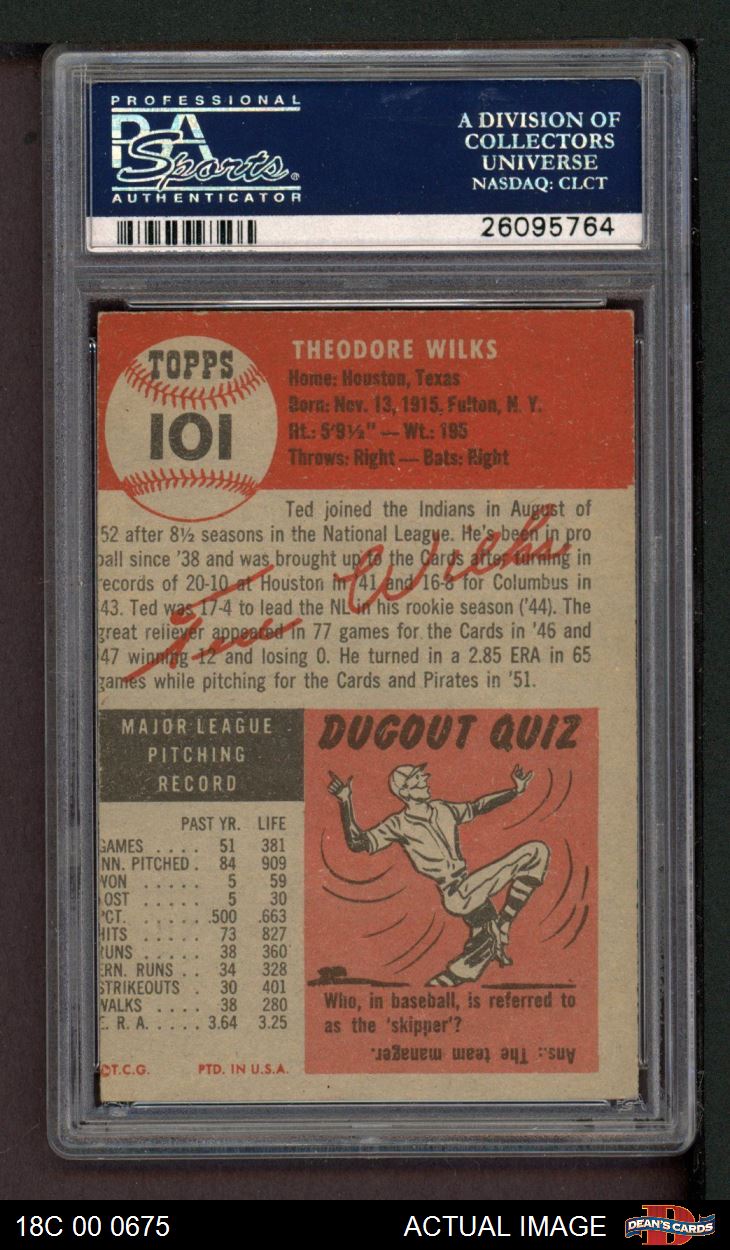 PROFESSIONAL
PSA
Sports®
AUTHENTICATOR
A DIVISION OF
COLLECTORS
UNIVERSE
NASDAQ: CLCT
26095764
TOPPS
101
THEODORE WILKS
Home: Houston, Texas
Born: Nov. 13, 1915, Fulton, N. Y.
Ht.: 5'9½" — Wt.: 195
Throws: Right — Bats: Right
Ted joined the Indians in August of
'52 after 8½ seasons in the National League. He's been in pro
ball since '38 and was brought up to the Cards after turning in
records of 20-10 at Houston in '41 and 16-8 for Columbus in
'43. Ted was 17-4 to lead the NL in his rookie season ('44). The
great reliever appeared in 77 games for the Cards in '46 and
'47 winning 12 and losing 0. He turned in a 2.85 ERA in 65
games while pitching for the Cards and Pirates in '51.
Ted Wilks
MAJOR LEAGUE
PITCHING
RECORD
PAST YR. LIFE
GAMES . . . . 51 381
NN. PITCHED . 84 909
WON . . . . . 5 59
OST . . . . . 5 30
PCT. . . . . . .500 .663
HITS . . . . . 73 827
RUNS . . . . . 38 360
ERN. RUNS . . 34 328
STRIKEOUTS . 30 401
WALKS . . . . 38 280
E. R. A. . . . . 3.64 3.25
©T.C.G. PTD. IN U.S.A.
DUGOUT QUIZ
Who, in baseball, is referred to
as the 'skipper'?
Ans.: The team manager.
18C 00 0675
ACTUAL IMAGE
DEAN'S CARDS